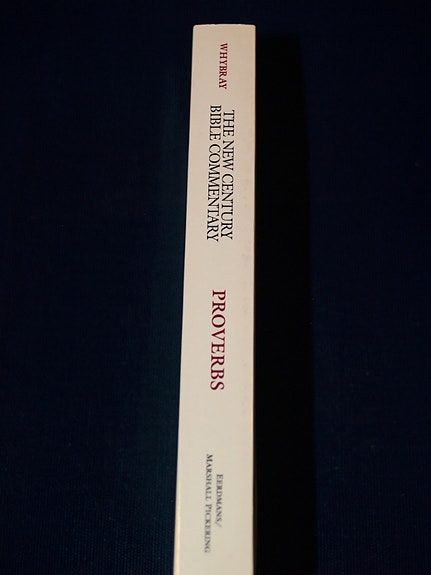 WHYBRAY
THE NEW CENTURY
BIBLE COMMENTARY
PROVERBS
EERDMANS/
MARSHALL PICKERING